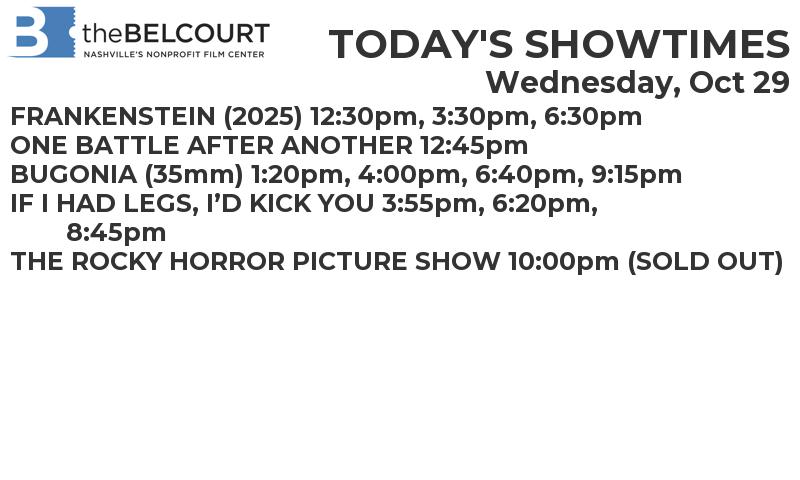 B theBELCOURT
NASHVILLE'S NONPROFIT FILM CENTER
TODAY'S SHOWTIMES
Wednesday, Oct 29
FRANKENSTEIN (2025) 12:30pm, 3:30pm, 6:30pm
ONE BATTLE AFTER ANOTHER 12:45pm
BUGONIA (35mm) 1:20pm, 4:00pm, 6:40pm, 9:15pm
IF I HAD LEGS, I’D KICK YOU 3:55pm, 6:20pm,
8:45pm
THE ROCKY HORROR PICTURE SHOW 10:00pm (SOLD OUT)